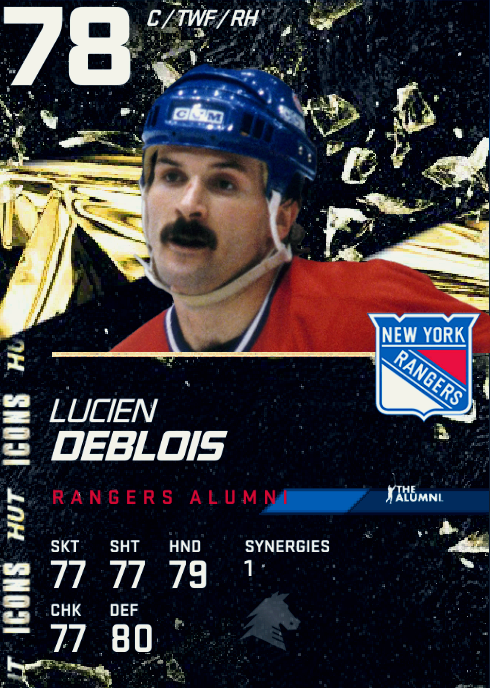 78
C / TWF / RH
CCM
NEW YORK
RANGERS
LUCIEN
DEBLOIS
RANGERS ALUMNI
THE
ALUMNI.
SKT SHT HND SYNERGIES
77 77 79 1
CHK DEF
77 80
HUT
ICONS
HUT
ICONS